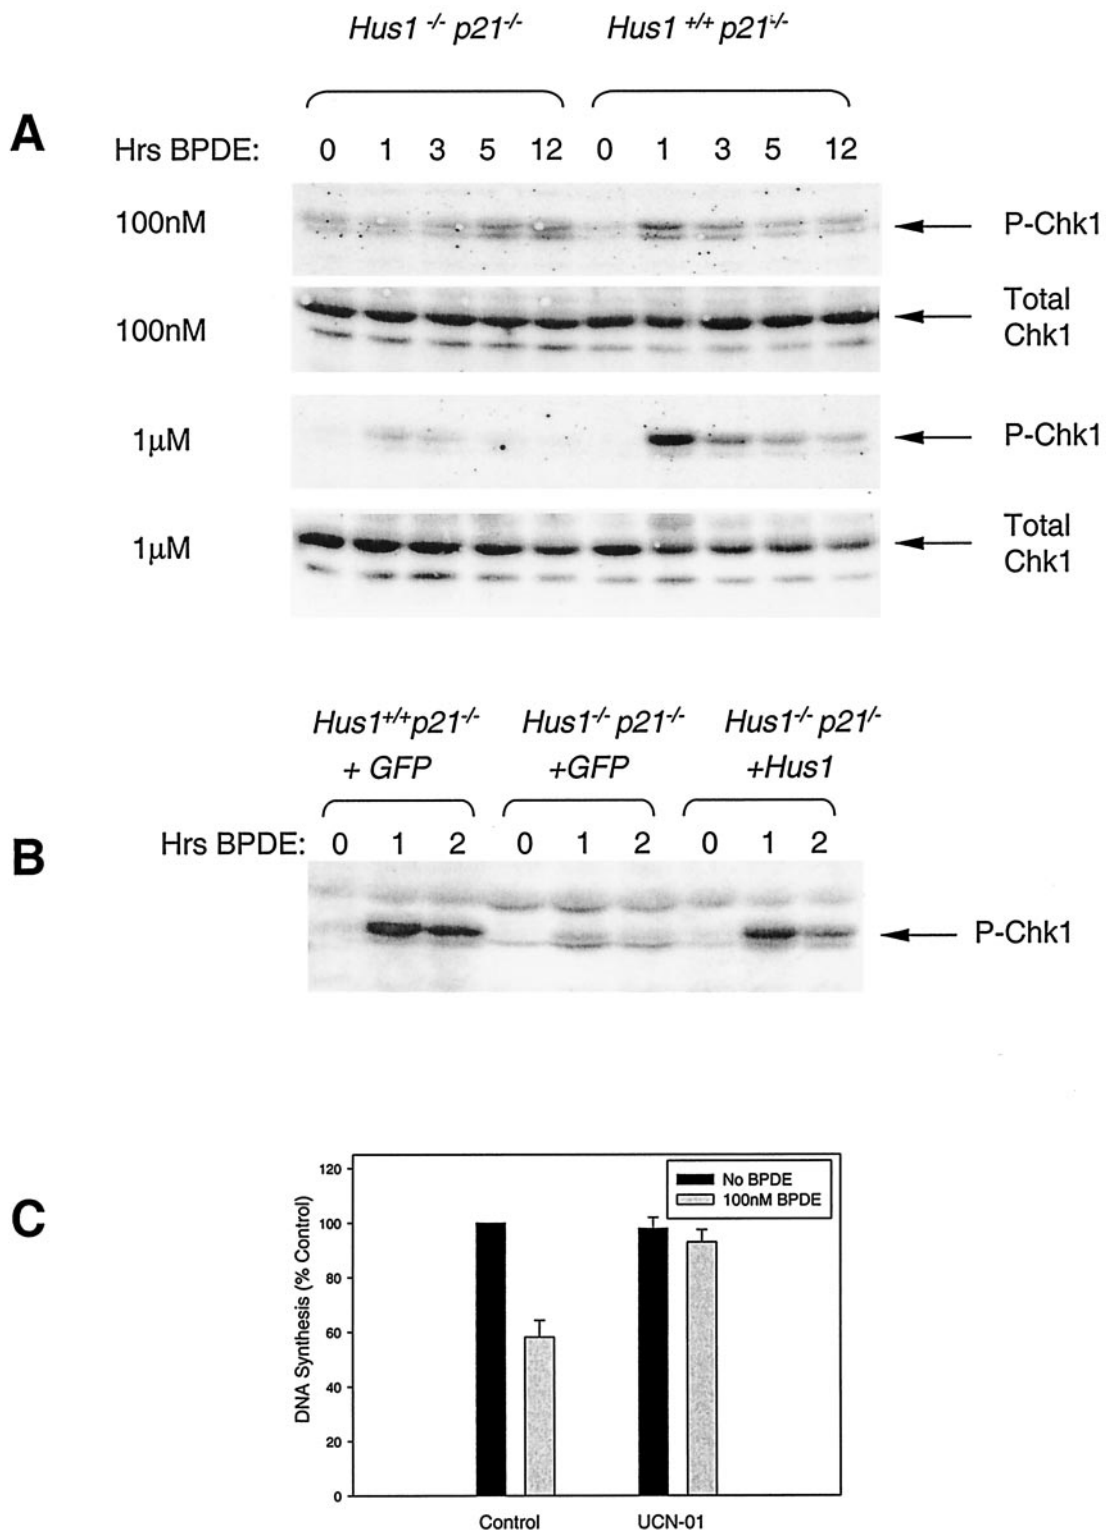 Hus1 -/- p21-/- Hus1 +/+ p21-/-
A
Hrs BPDE: 0 1 3 5 12 0 1 3 5 12
100nM P-Chk1
100nM Total Chk1
1µM P-Chk1
1µM Total Chk1
Hus1+/+p21-/- Hus1-/- p21-/- Hus1-/- p21/-
+ GFP +GFP +Hus1
B
Hrs BPDE: 0 1 2 0 1 2 0 1 2
P-Chk1
C
DNA Synthesis (% Control)
120
100
80
60
40
20
0
No BPDE
100nM BPDE
Control UCN-01